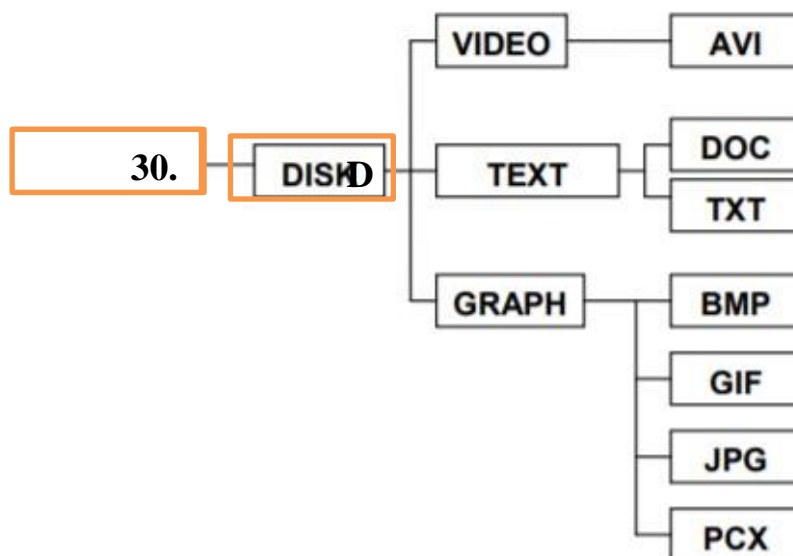 VIDEO AVI
30. DISK D TEXT DOC
TXT
GRAPH BMP
GIF
JPG
PCX